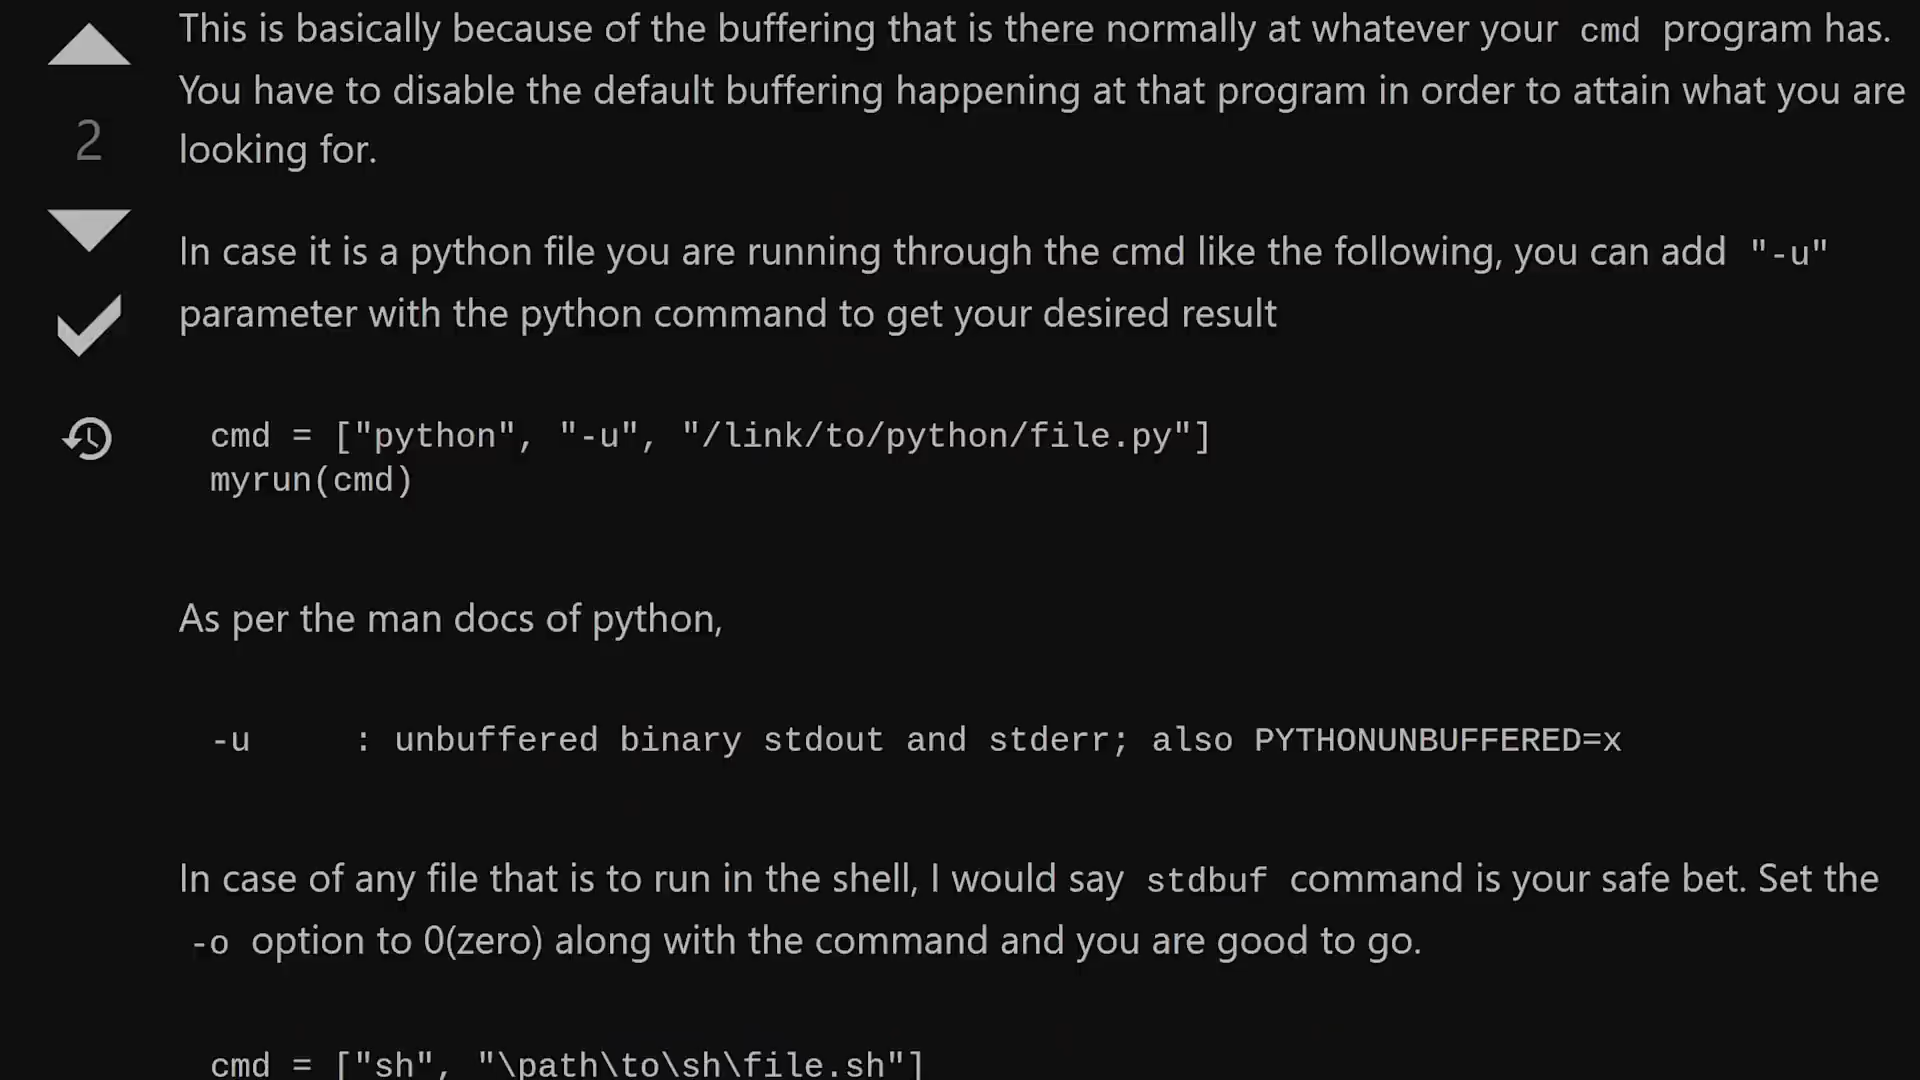 This is basically because of the buffering that is there normally at whatever your cmd program has.
You have to disable the default buffering happening at that program in order to attain what you are
2
looking for.
In case it is a python file you are running through the cmd like the following, you can add "-u"
parameter with the python command to get your desired result
cmd = ["python", "-u", "/link/to/python/file.py"]
myrun(cmd)
As per the man docs of python,
-u     : unbuffered binary stdout and stderr; also PYTHONUNBUFFERED=x
In case of any file that is to run in the shell, I would say stdbuf command is your safe bet. Set the
-o option to 0(zero) along with the command and you are good to go.
cmd = ["sh", "\path\to\sh\file.sh"]